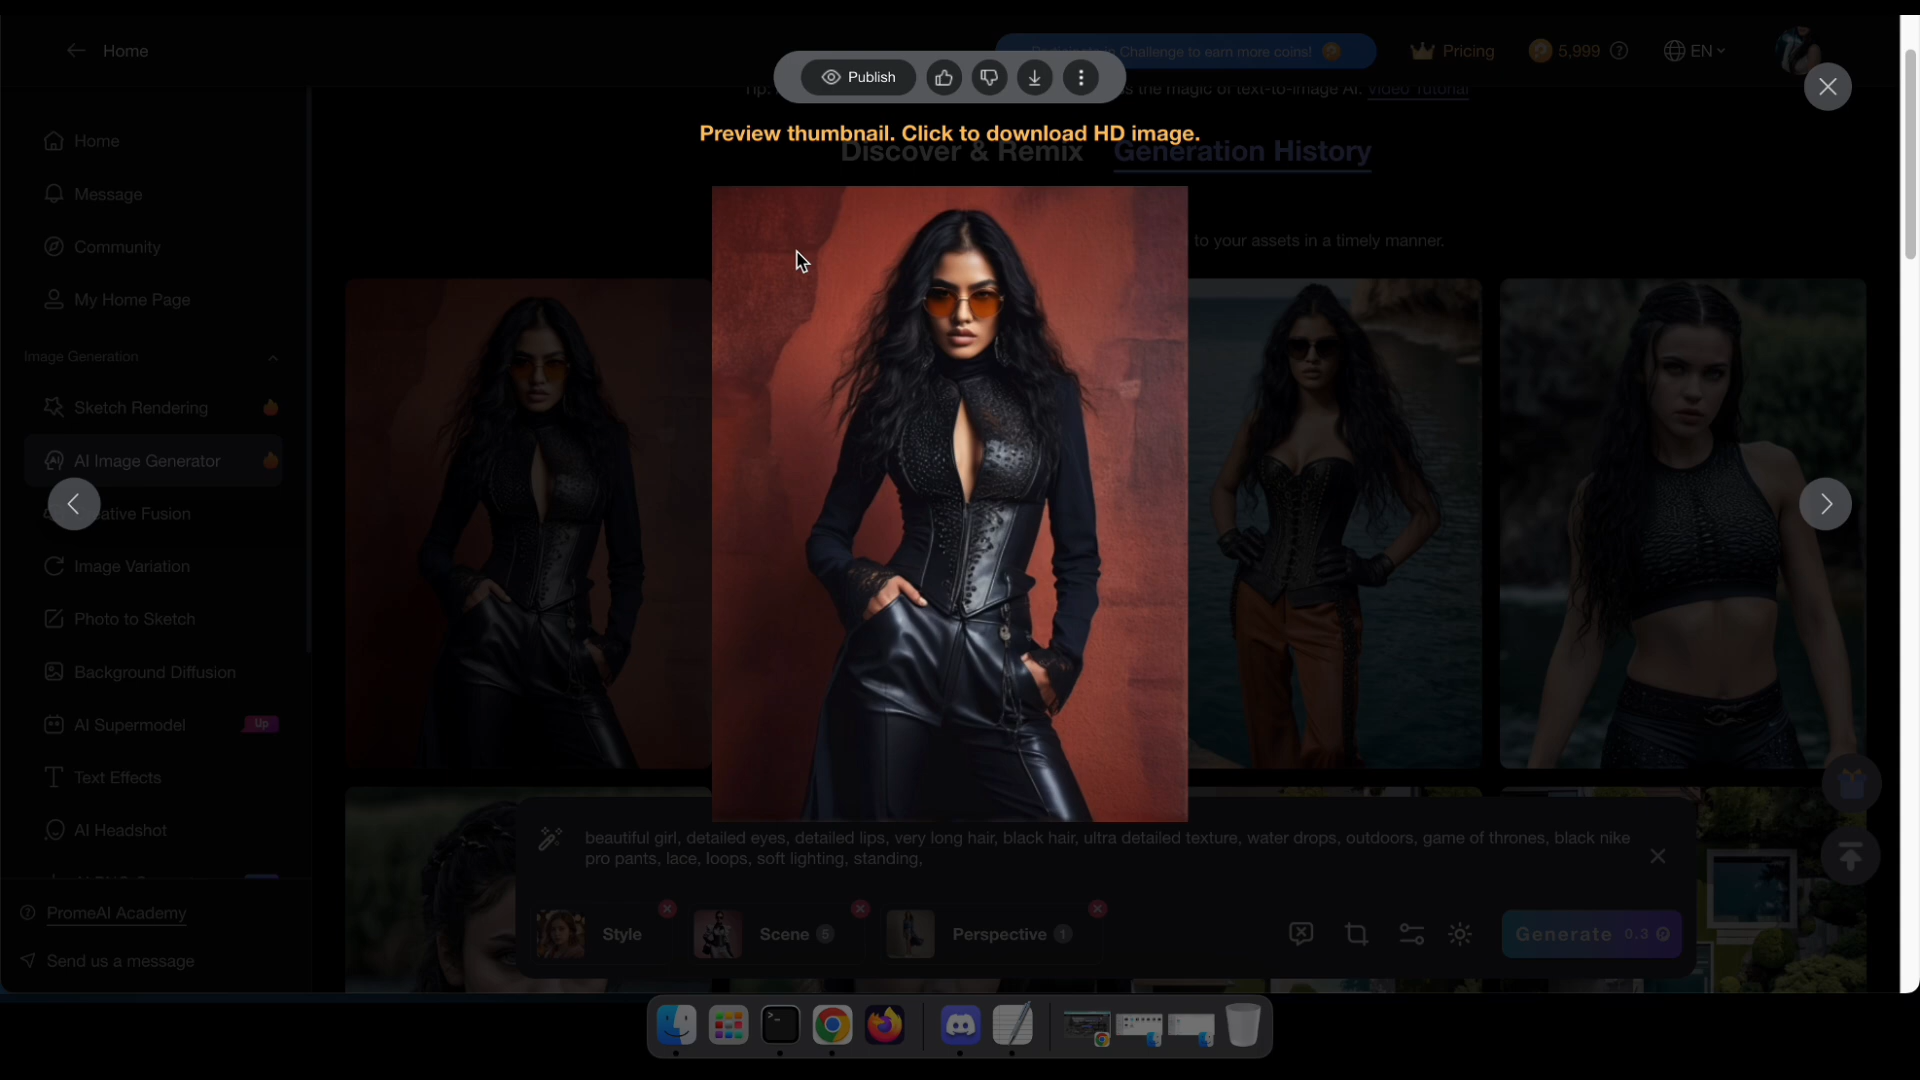 Home
Participate in Challenge to earn more coins!
Pricing
5,999
EN
Publish
s the magic of text-to-image AI. Video Tutorial
Preview thumbnail. Click to download HD image.
Discover & Remix
Generation History
to your assets in a timely manner.
Home
Message
Community
My Home Page
Image Generation
Sketch Rendering
AI Image Generator
ative Fusion
Image Variation
Photo to Sketch
Background Diffusion
AI Supermodel
Up
Text Effects
AI Headshot
PromeAI Academy
Send us a message
beautiful girl, detailed eyes, detailed lips, very long hair, black hair, ultra detailed texture, water drops, outdoors, game of thrones, black nike
pro pants, lace, loops, soft lighting, standing,
Style
Scene 5
Perspective 1
Generate 0.3